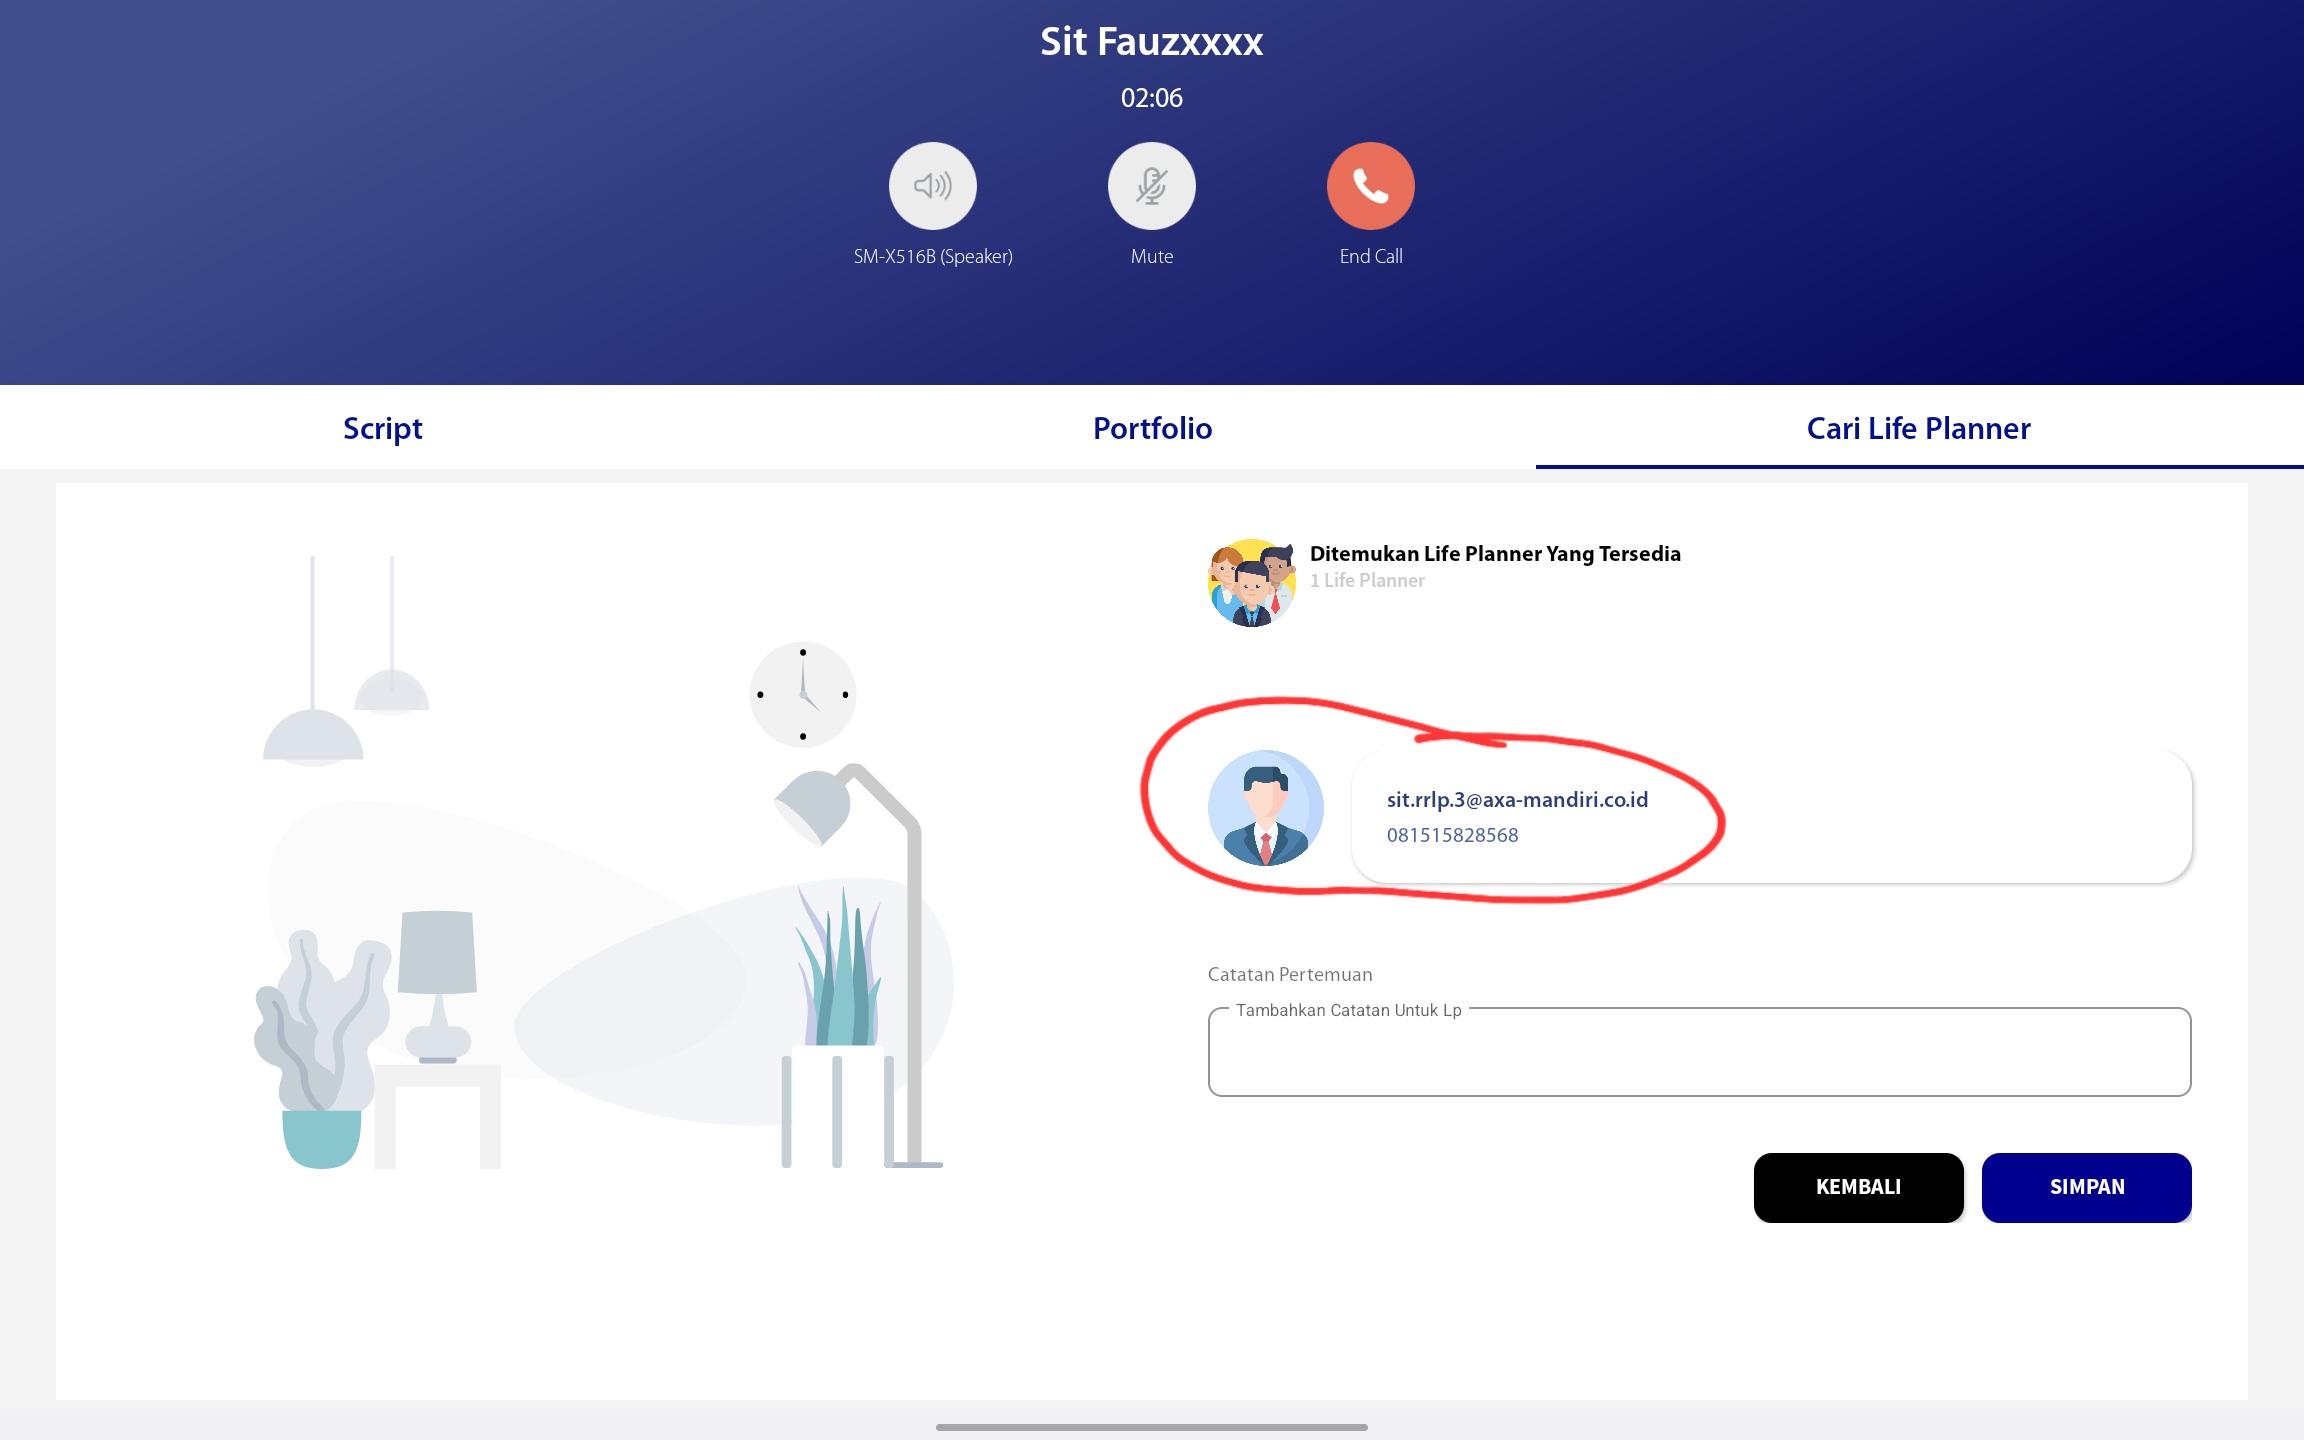 Sit Fauzxxxx
02:06
SM-X516B (Speaker)
Mute
End Call
Script
Portfolio
Cari Life Planner
Ditemukan Life Planner Yang Tersedia
1 Life Planner
sit.rrlp.3@axa-mandiri.co.id
081515828568
Catatan Pertemuan
Tambahkan Catatan Untuk Lp
KEMBALI
SIMPAN